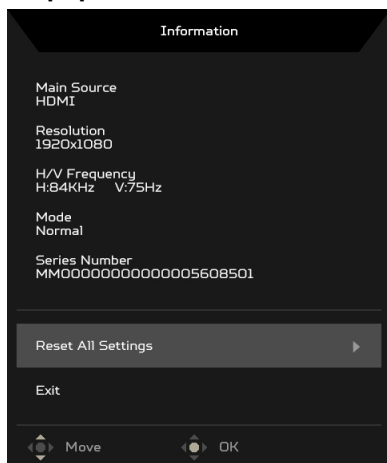 Information
Main Source
HDMI
Resolution
1920x1080
H/V Frequency
H:84KHz V:75Hz
Mode
Normal
Series Number
MM00000000000005608501
Reset All Settings
Exit
Move OK